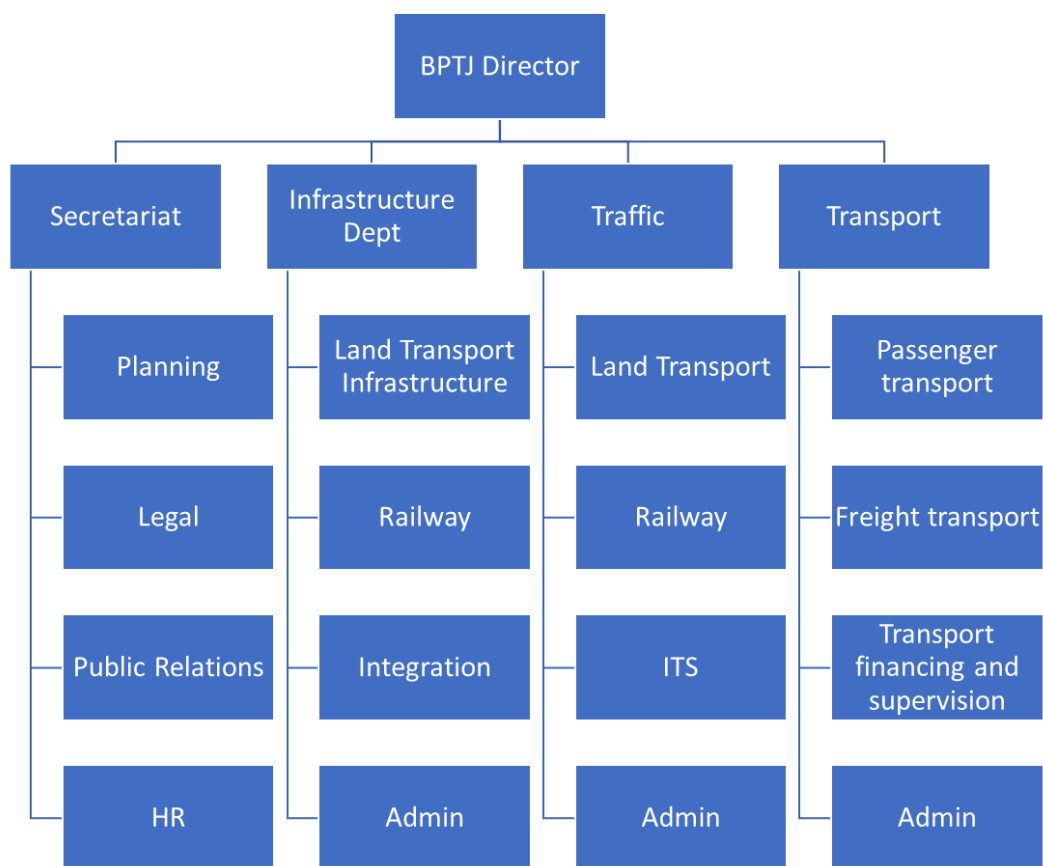 BPTJ Director
Secretariat
Infrastructure
Dept
Traffic
Transport
Planning
Land Transport
Infrastructure
Land Transport
Passenger
transport
Legal
Railway
Railway
Freight transport
Public Relations
Integration
ITS
Transport
financing and
supervision
HR
Admin
Admin
Admin